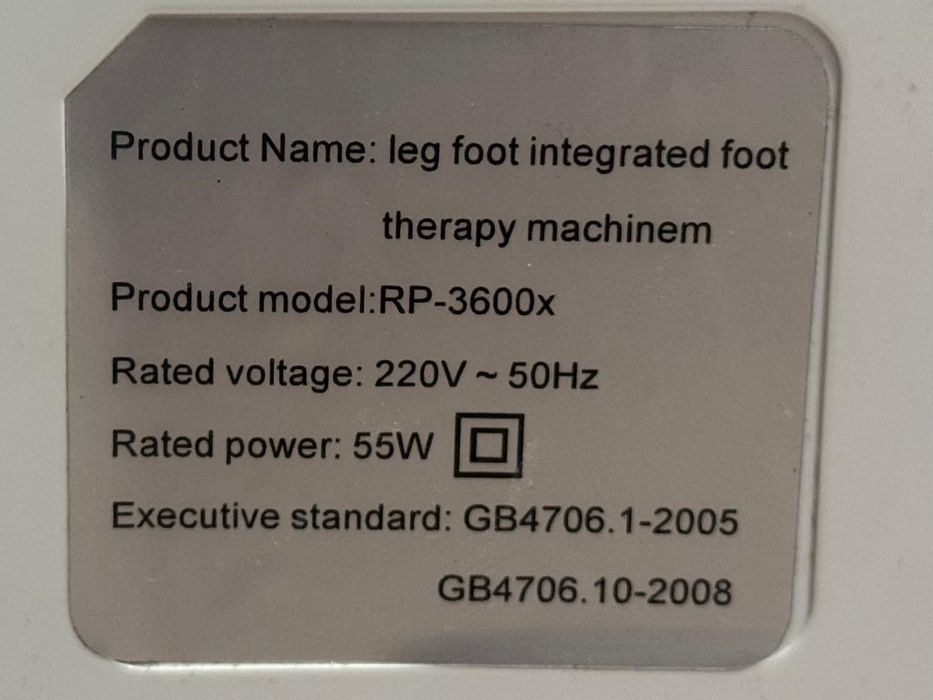 Product Name: leg foot integrated foot
therapy machinem
Product model:RP-3600x
Rated voltage: 220V ~ 50Hz
Rated power: 55W
Executive standard: GB4706.1-2005
GB4706.10-2008